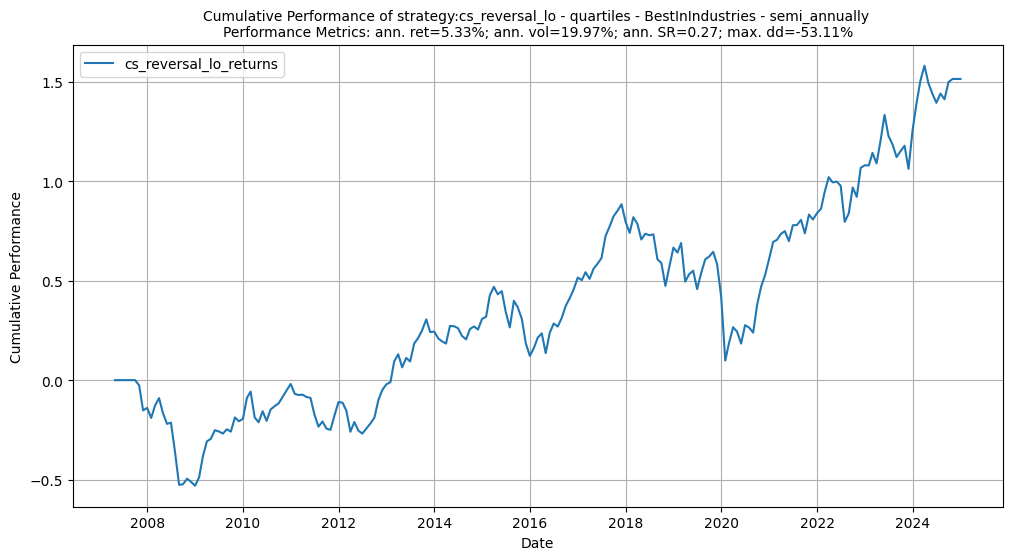 Cumulative Performance of strategy:cs_reversal_lo - quartiles - BestInIndustries - semi_annually
Performance Metrics: ann. ret=5.33%; ann. vol=19.97%; ann. SR=0.27; max. dd=-53.11%
cs_reversal_lo_returns
Cumulative Performance
1.5
1.0
0.5
0.0
−0.5
2008 2010 2012 2014 2016 2018 2020 2022 2024
Date